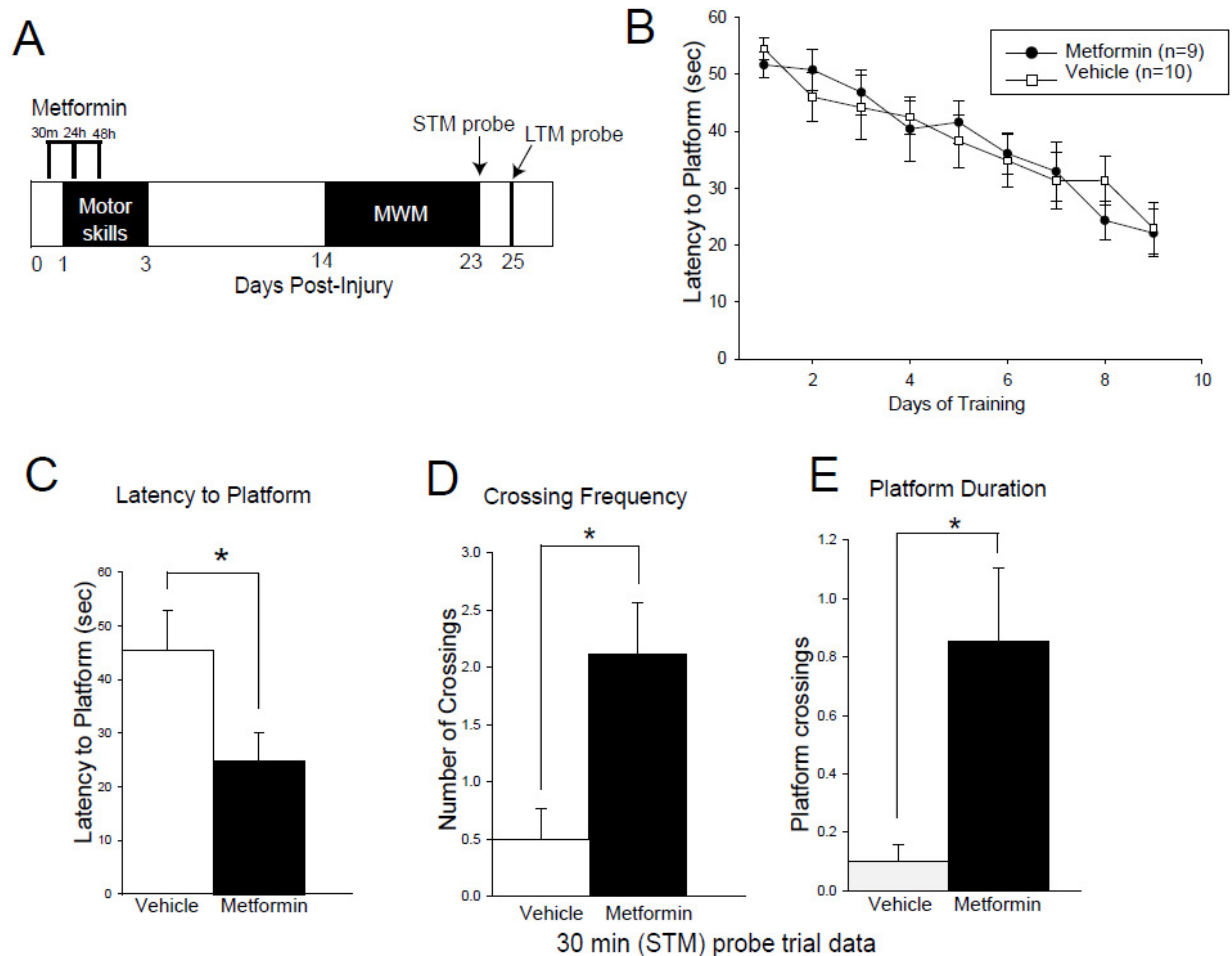 A
Metformin
30m 24h 48h
STM probe
LTM probe
Motor
skills
MWM
0 1 3 14 23 25
Days Post-Injury
B
Latency to Platform (sec)
60
50
40
30
20
10
0
2 4 6 8 10
Days of Training
Metformin (n=9)
Vehicle (n=10)
C
Latency to Platform
*
Latency to Platform (sec)
60
50
40
30
20
10
0
Vehicle Metformin
D
Crossing Frequency
*
Number of Crossings
3.0
2.5
2.0
1.5
1.0
0.5
0.0
Vehicle Metformin
E
Platform Duration
*
Platform crossings
1.2
1.0
0.8
0.6
0.4
0.2
0.0
Vehicle Metformin
30 min (STM) probe trial data